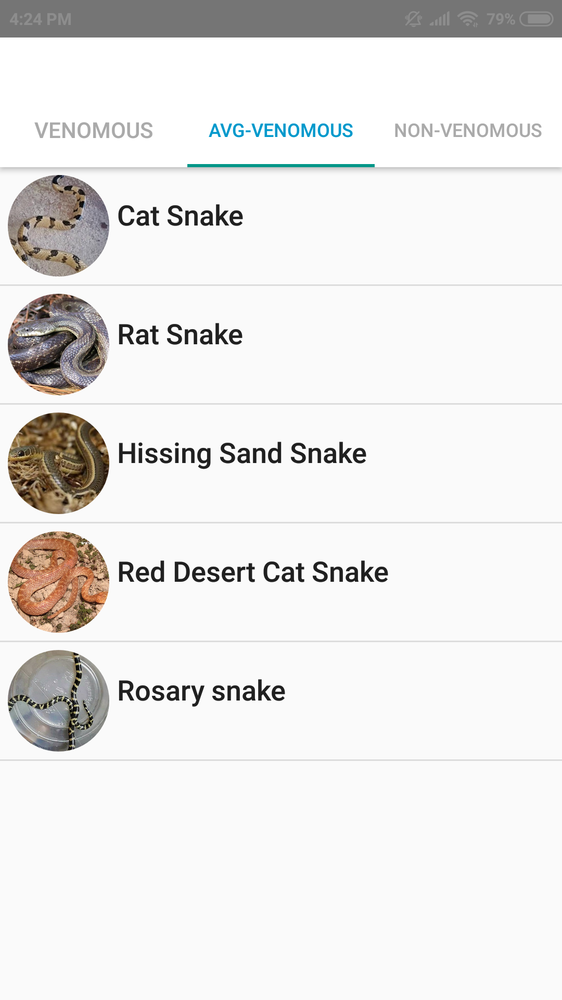 4:24 PM 79%
VENOMOUS AVG-VENOMOUS NON-VENOMOUS
Cat Snake
Rat Snake
Hissing Sand Snake
Red Desert Cat Snake
Rosary snake